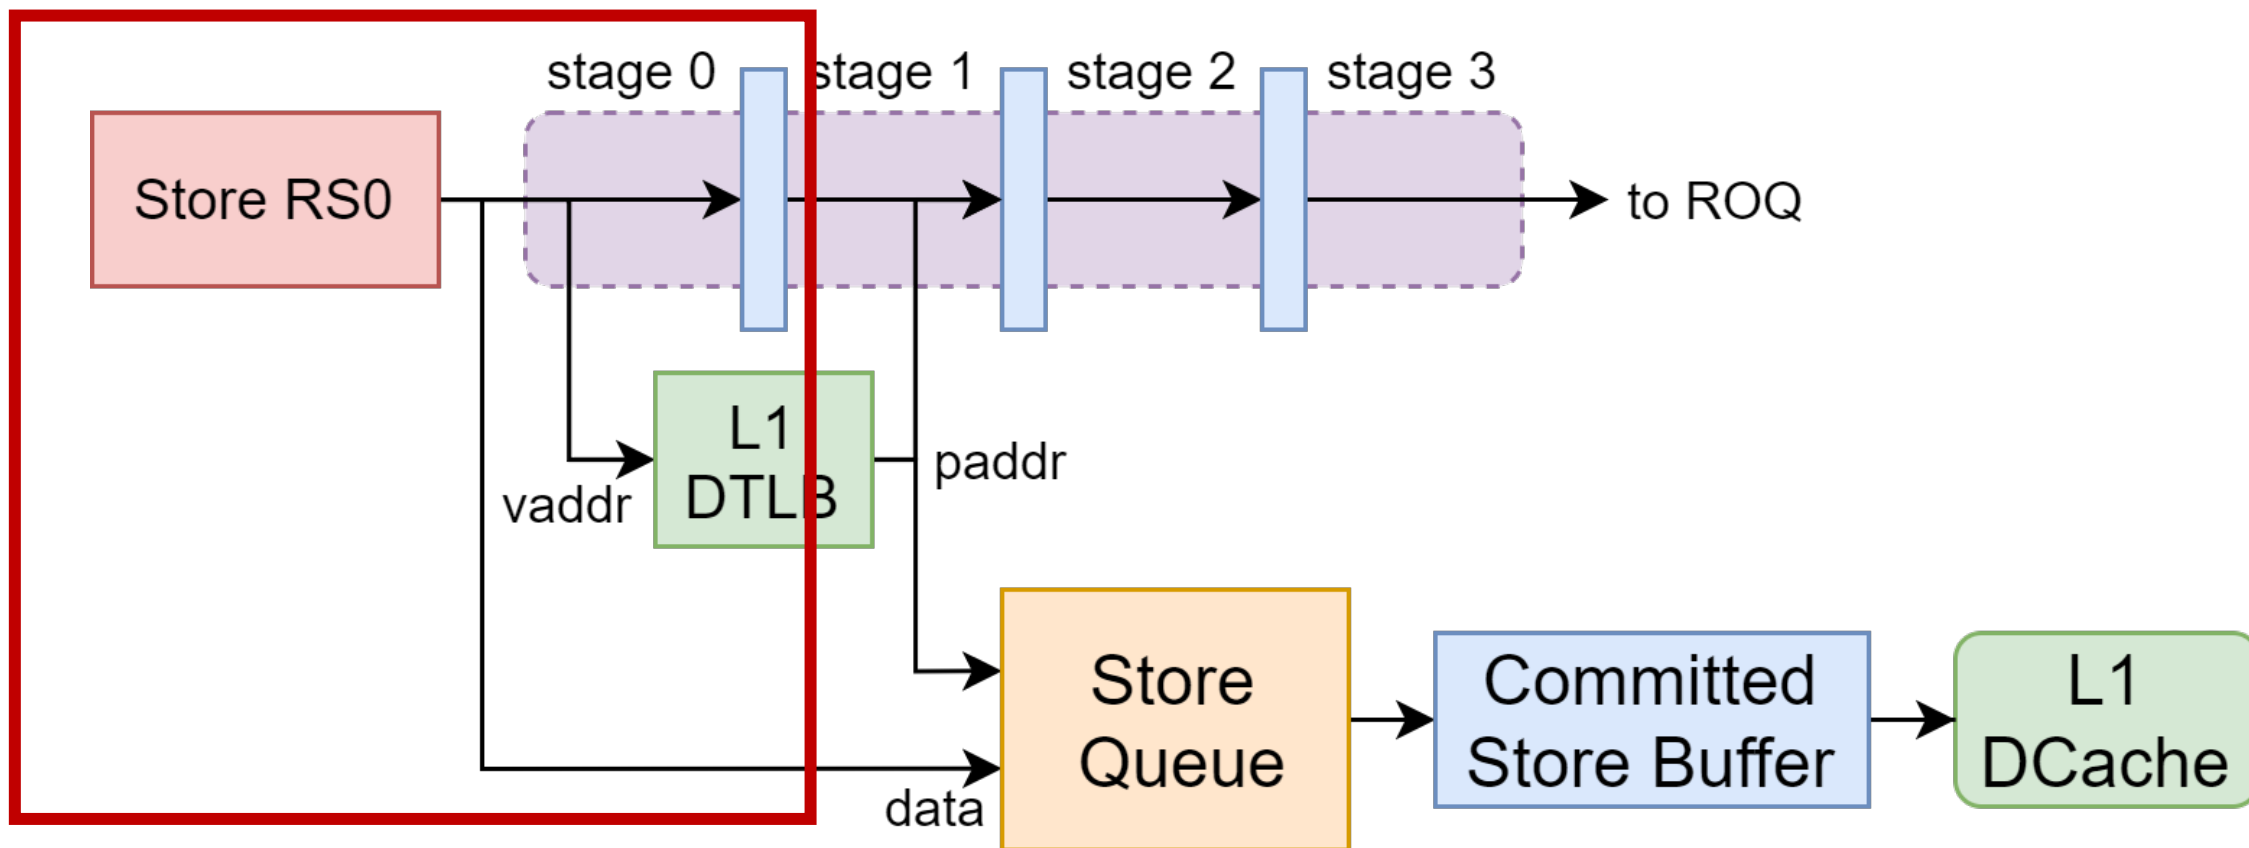 stage 0
stage 1
stage 2
stage 3
Store RS0
to ROQ
L1
DTLB
vaddr
paddr
Store
Queue
data
Committed
Store Buffer
L1
DCache